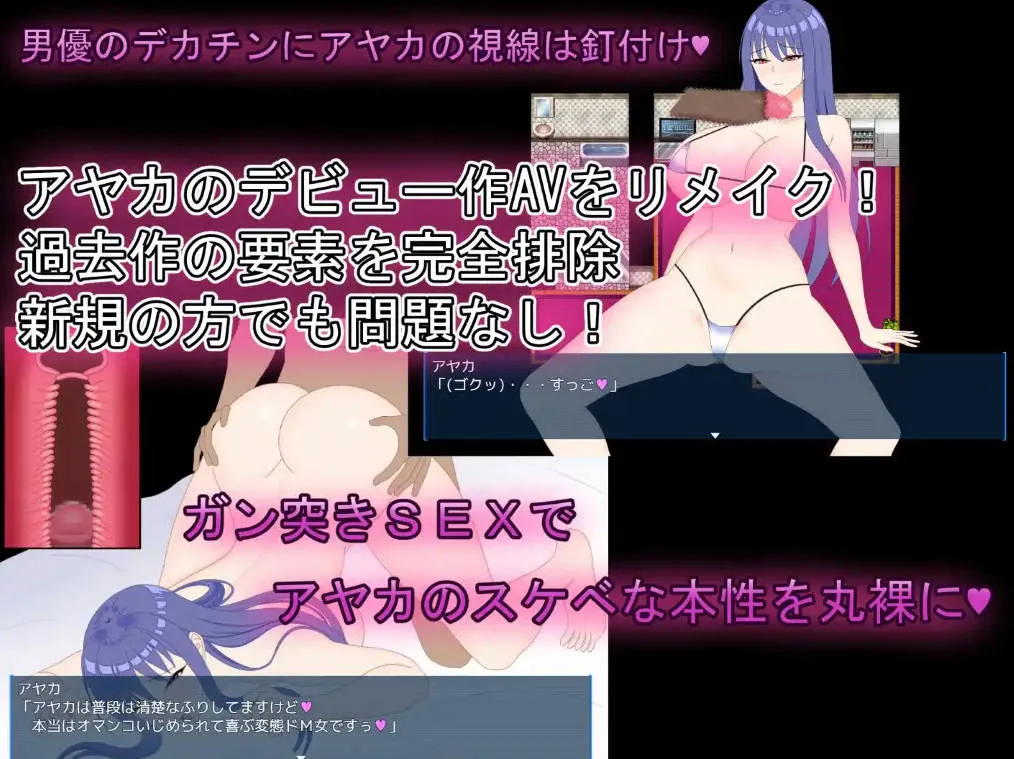 男優のデカチンにアヤカの視線は釘付け♥
アヤカのデビュー作AVをリメイク！
過去作の要素を完全排除
新規の方でも問題なし！
アヤカ
「(ゴクッ)・・・すっご♥」
ガン突きＳＥＸで
アヤカのスケベな本性を丸裸に♥
アヤカ
「アヤカは普段は清楚なふりしてますけど♥
本当はオマンコいじめられて喜ぶ変態ドＭ女ですぅ♥」